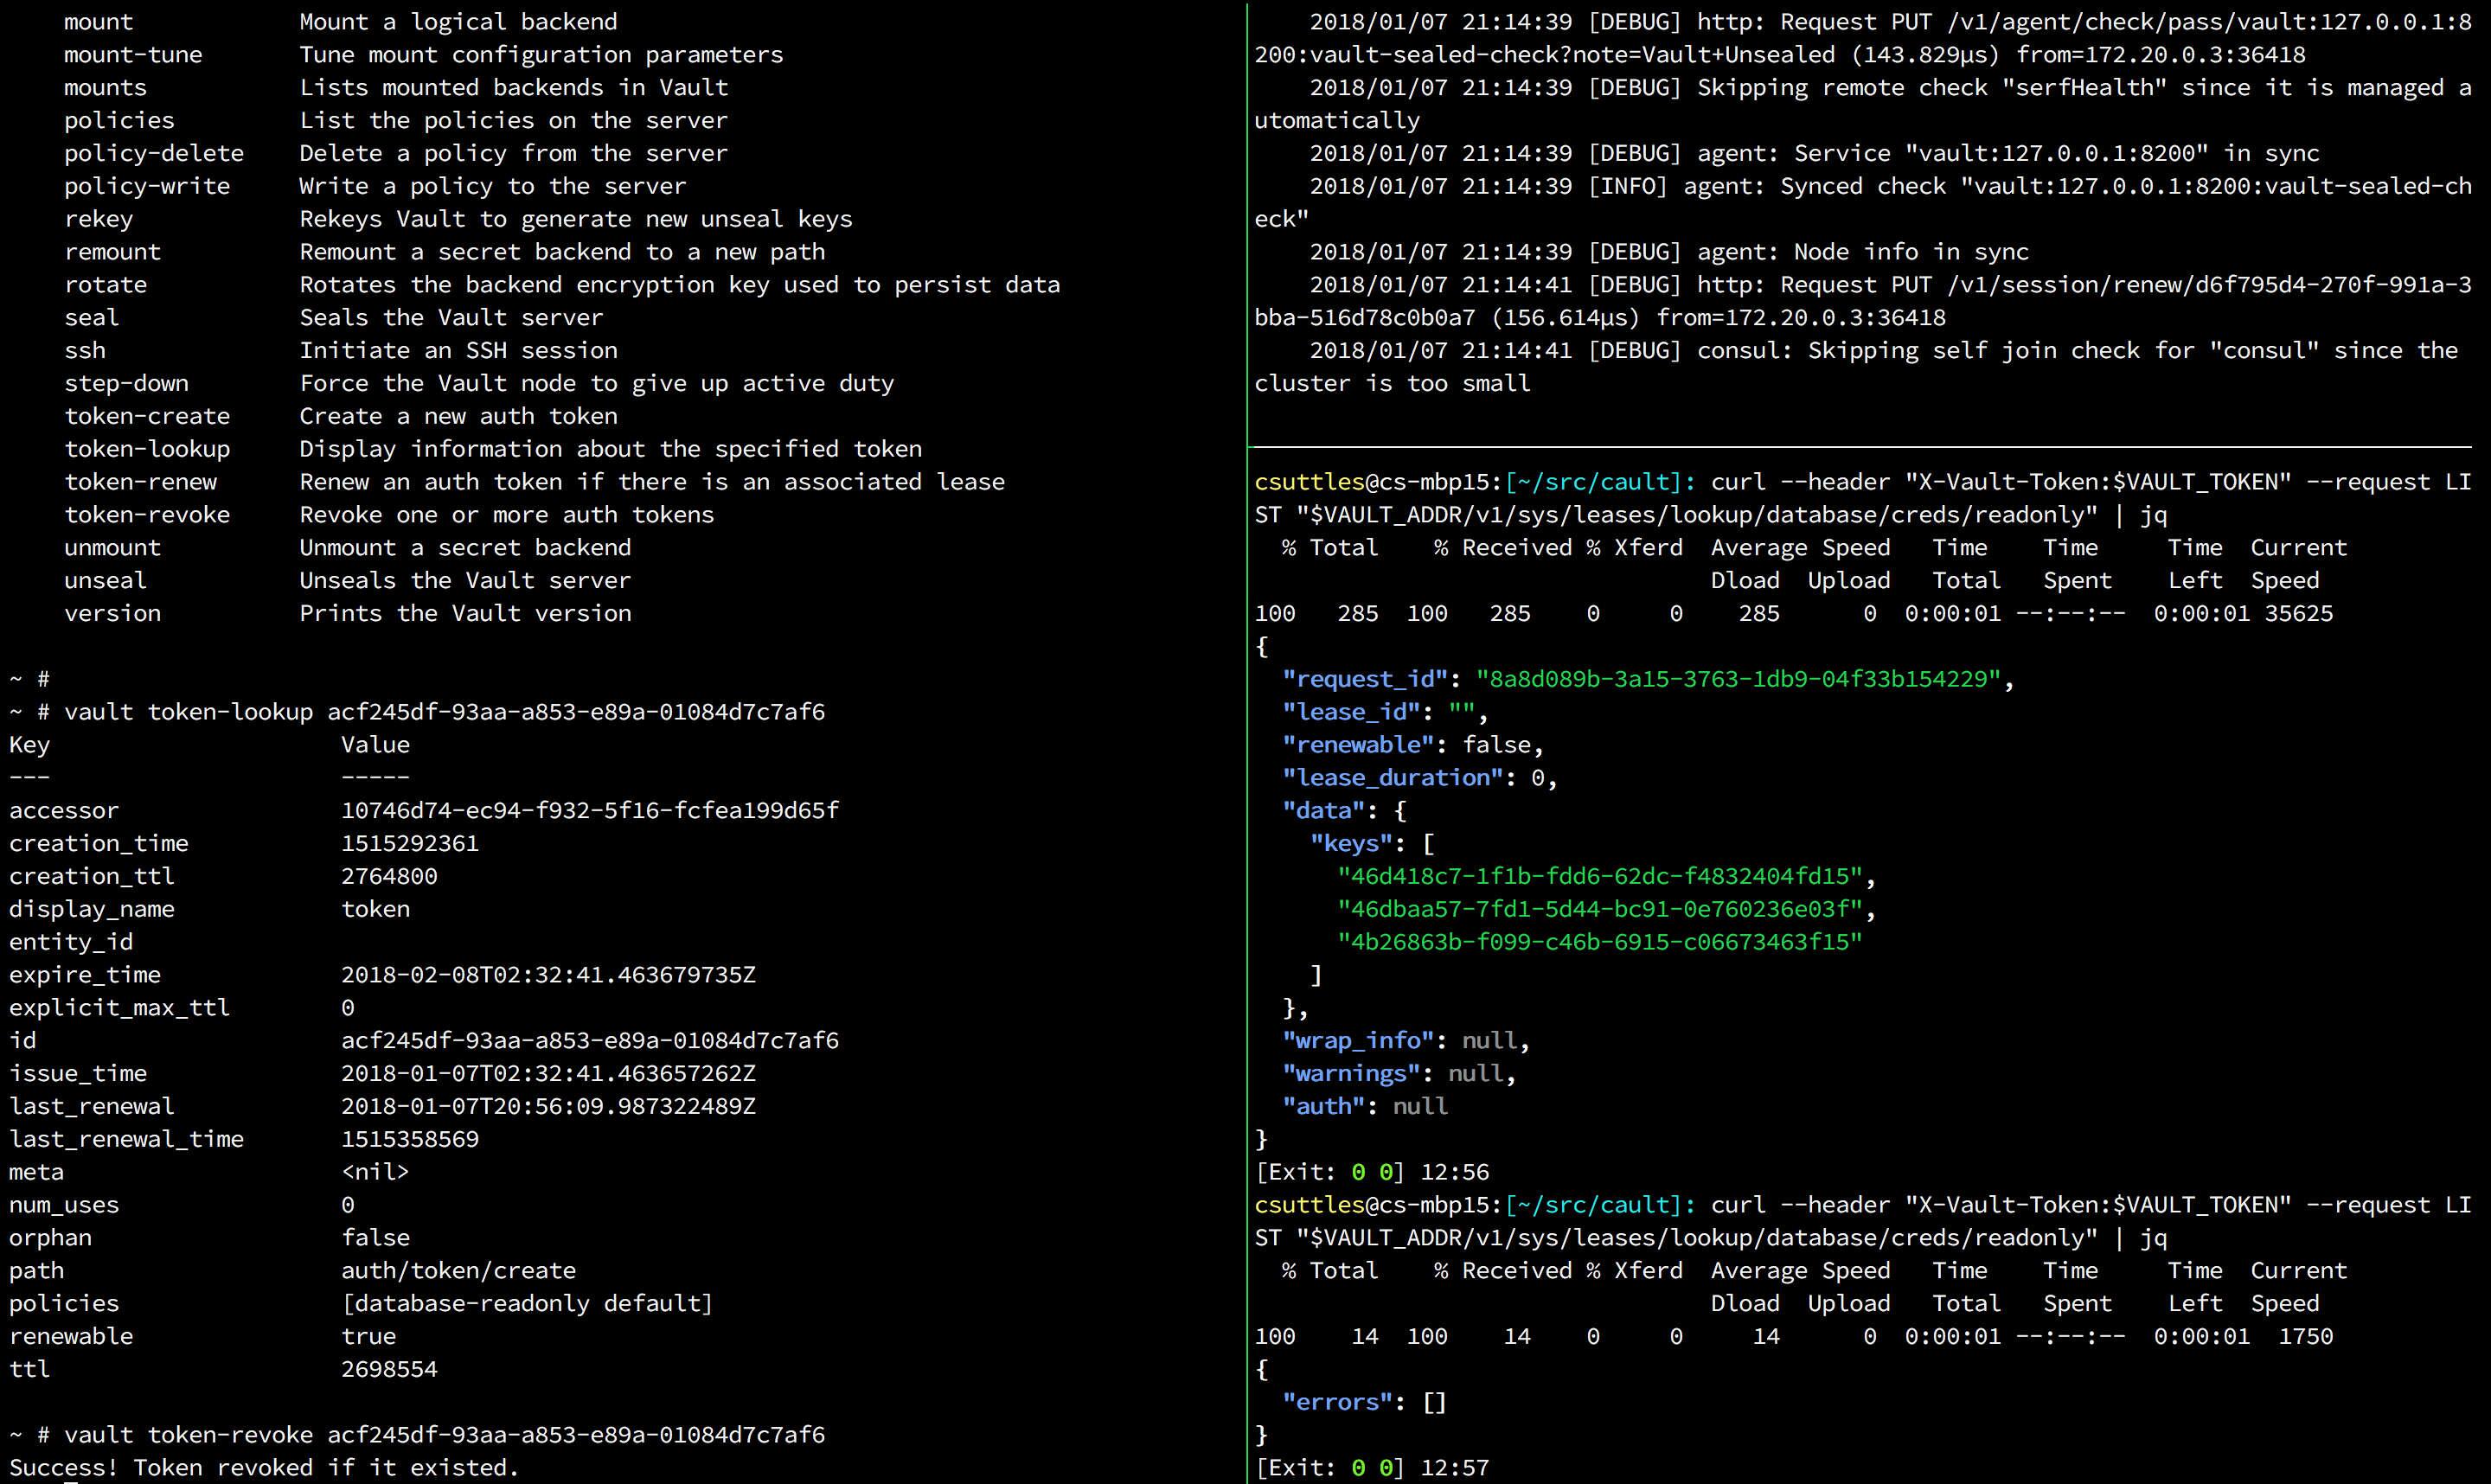 mount            Mount a logical backend
mount-tune       Tune mount configuration parameters
mounts           Lists mounted backends in Vault
policies         List the policies on the server
policy-delete    Delete a policy from the server
policy-write     Write a policy to the server
rekey            Rekeys Vault to generate new unseal keys
remount          Remount a secret backend to a new path
rotate           Rotates the backend encryption key used to persist data
seal             Seals the Vault server
ssh              Initiate an SSH session
step-down        Force the Vault node to give up active duty
token-create     Create a new auth token
token-lookup     Display information about the specified token
token-renew      Renew an auth token if there is an associated lease
token-revoke     Revoke one or more auth tokens
unmount          Unmount a secret backend
unseal           Unseals the Vault server
version          Prints the Vault version
~ #
~ # vault token-lookup acf245df-93aa-a853-e89a-01084d7c7af6
Key                     Value
---                     -----
accessor                10746d74-ec94-f932-5f16-fcfea199d65f
creation_time           1515292361
creation_ttl            2764800
display_name            token
entity_id
expire_time             2018-02-08T02:32:41.463679735Z
explicit_max_ttl        0
id                      acf245df-93aa-a853-e89a-01084d7c7af6
issue_time              2018-01-07T02:32:41.463657262Z
last_renewal            2018-01-07T20:56:09.987322489Z
last_renewal_time       1515358569
meta                    <nil>
num_uses                0
orphan                  false
path                    auth/token/create
policies                [database-readonly default]
renewable               true
ttl                     2698554
~ # vault token-revoke acf245df-93aa-a853-e89a-01084d7c7af6
Success! Token revoked if it existed.
2018/01/07 21:14:39 [DEBUG] http: Request PUT /v1/agent/check/pass/vault:127.0.0.1:8
200:vault-sealed-check?note=Vault+Unsealed (143.829µs) from=172.20.0.3:36418
2018/01/07 21:14:39 [DEBUG] Skipping remote check "serfHealth" since it is managed a
utomatically
2018/01/07 21:14:39 [DEBUG] agent: Service "vault:127.0.0.1:8200" in sync
2018/01/07 21:14:39 [INFO] agent: Synced check "vault:127.0.0.1:8200:vault-sealed-ch
eck"
2018/01/07 21:14:39 [DEBUG] agent: Node info in sync
2018/01/07 21:14:41 [DEBUG] http: Request PUT /v1/session/renew/d6f795d4-270f-991a-3
bba-516d78c0b0a7 (156.614µs) from=172.20.0.3:36418
2018/01/07 21:14:41 [DEBUG] consul: Skipping self join check for "consul" since the
cluster is too small
csuttles@cs-mbp15:[~/src/cault]: curl --header "X-Vault-Token:$VAULT_TOKEN" --request LI
ST "$VAULT_ADDR/v1/sys/leases/lookup/database/creds/readonly" | jq
  % Total    % Received % Xferd  Average Speed   Time    Time     Time  Current
                                 Dload  Upload   Total   Spent    Left  Speed
100   285  100   285    0     0    285      0  0:00:01 --:--:--  0:00:01 35625
{
  "request_id": "8a8d089b-3a15-3763-1db9-04f33b154229",
  "lease_id": "",
  "renewable": false,
  "lease_duration": 0,
  "data": {
    "keys": [
      "46d418c7-1f1b-fdd6-62dc-f4832404fd15",
      "46dbaa57-7fd1-5d44-bc91-0e760236e03f",
      "4b26863b-f099-c46b-6915-c06673463f15"
    ]
  },
  "wrap_info": null,
  "warnings": null,
  "auth": null
}
[Exit: 0 0] 12:56
csuttles@cs-mbp15:[~/src/cault]: curl --header "X-Vault-Token:$VAULT_TOKEN" --request LI
ST "$VAULT_ADDR/v1/sys/leases/lookup/database/creds/readonly" | jq
  % Total    % Received % Xferd  Average Speed   Time    Time     Time  Current
                                 Dload  Upload   Total   Spent    Left  Speed
100    14  100    14    0     0     14      0  0:00:01 --:--:--  0:00:01  1750
{
  "errors": []
}
[Exit: 0 0] 12:57